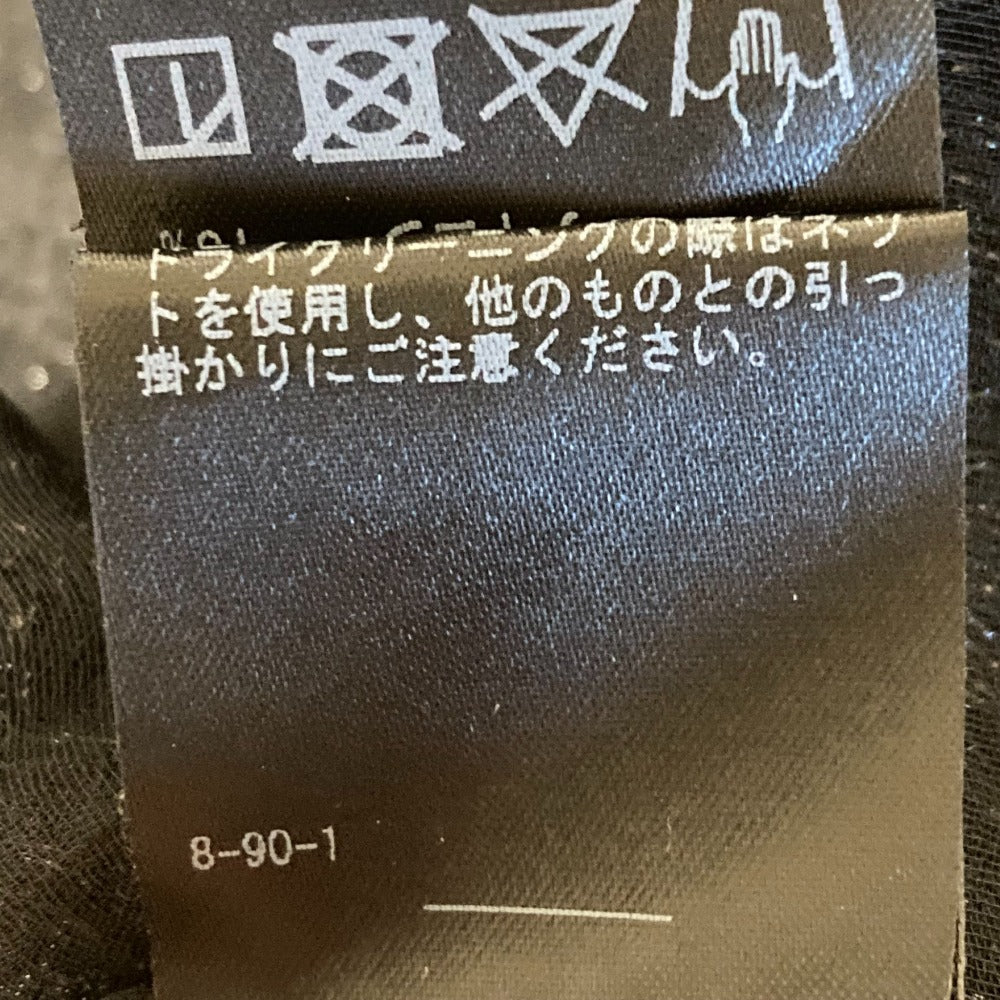 ドライクリーニングの際はネッ
トを使用し、他のものとの引っ
掛かりにご注意ください。
8-90-1